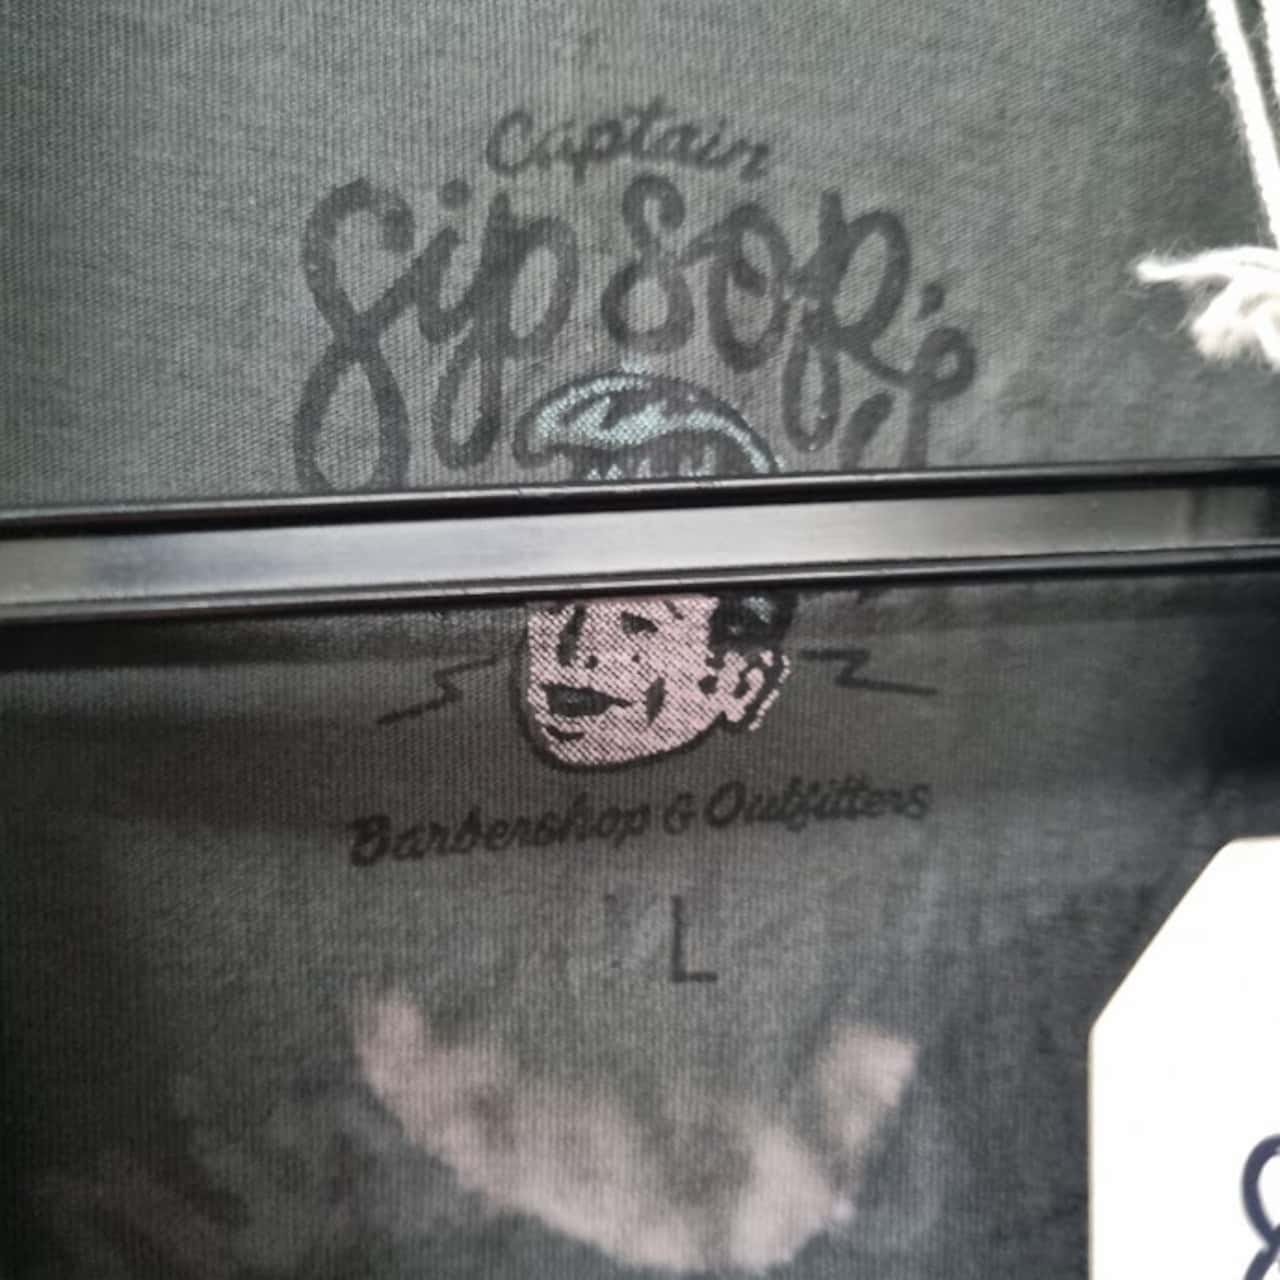 Captain
Sip Sop's
Barbershop & Outfitters
L